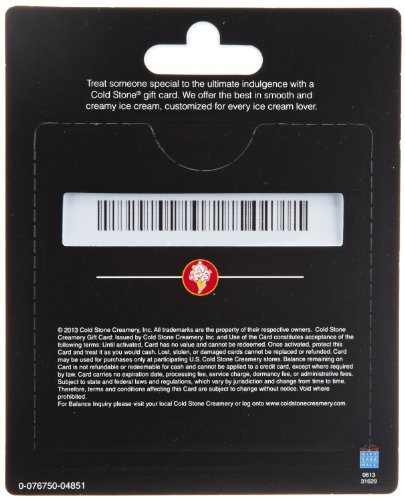 Treat someone special to the ultimate indulgence with a
Cold Stone® gift card. We offer the best in smooth and
creamy ice cream, customized for every ice cream lover.
© 2013 Cold Stone Creamery, Inc. All trademarks are the property of their respective owners. Cold Stone
Creamery Gift Card: Issued by Cold Stone Creamery, Inc. and Use of the Card constitutes acceptance of the
following terms. Until activated, Card has no value and cannot be redeemed. Once activated, protect this
Card and treat it as you would cash. Lost, stolen, or damaged cards cannot be replaced or refunded. Card
may be used for purchases only at participating U.S. Cold Stone Creamery stores. Balance remaining on
Card is not refundable or redeemable for cash and cannot be applied to a credit card, except where required
by law. Card carries no expiration date, processing fee, service charge, dormancy fee, or administrative fees.
Subject to state and federal laws and regulations, which vary by jurisdiction and change from time to time.
Therefore, terms and conditions affecting this Card are subject to change without notice. Void where
prohibited.
For Balance Inquiry please visit your local Cold Stone Creamery or log on to www.coldstonecreamery.com.
GIFT
CARD
MALL
0613
31629
0-076750-04851